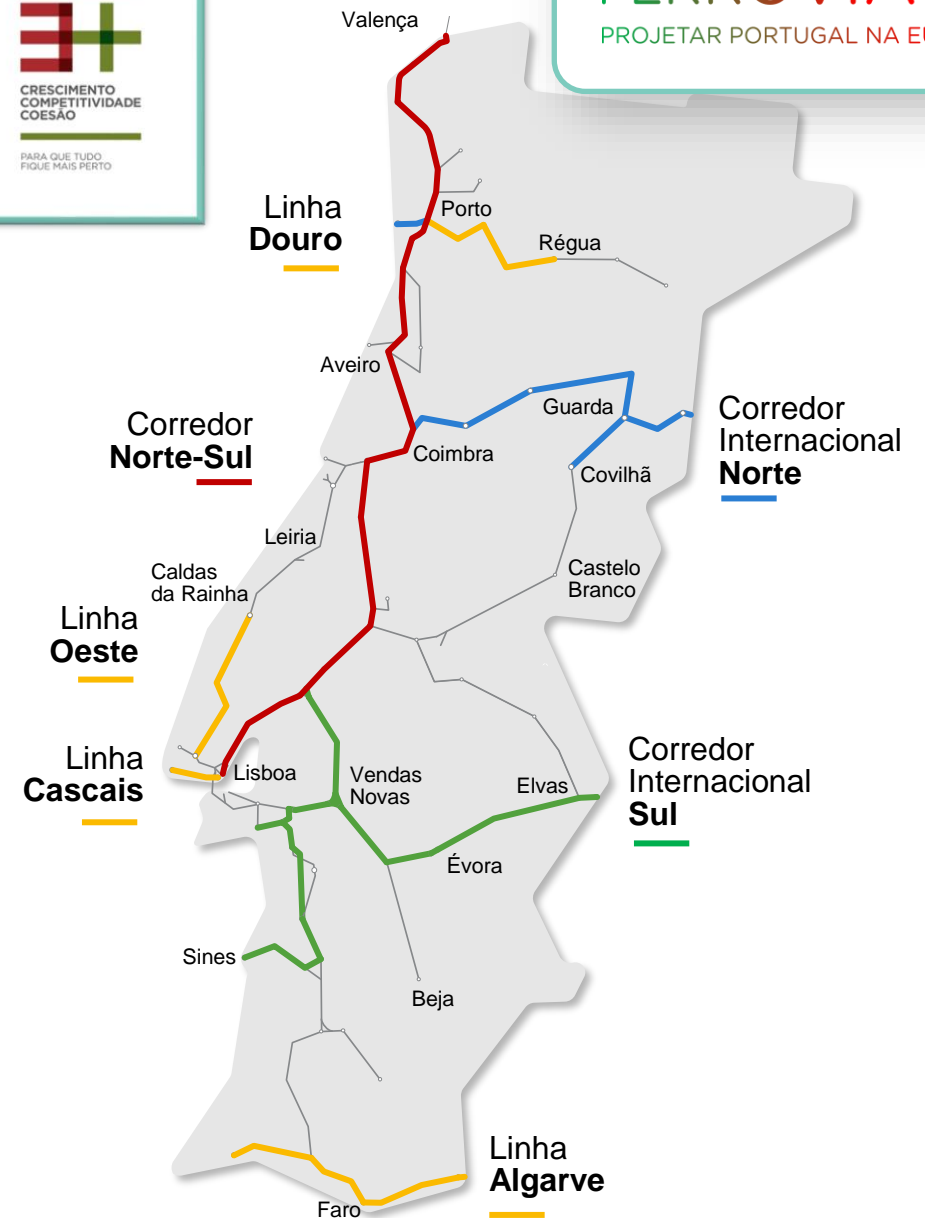 CRESCIMENTO
COMPETITIVIDADE
COESÃO
PARA QUE TUDO
FIQUE MAIS PERTO
PROJETAR PORTUGAL NA
Valença
Linha
Douro
Porto
Régua
Aveiro
Corredor
Norte-Sul
Coimbra
Guarda
Covilhã
Corredor
Internacional
Norte
Leiria
Caldas
da Rainha
Castelo
Branco
Linha
Oeste
Linha
Cascais
Lisboa
Vendas
Novas
Elvas
Évora
Corredor
Internacional
Sul
Sines
Beja
Linha
Algarve
Faro